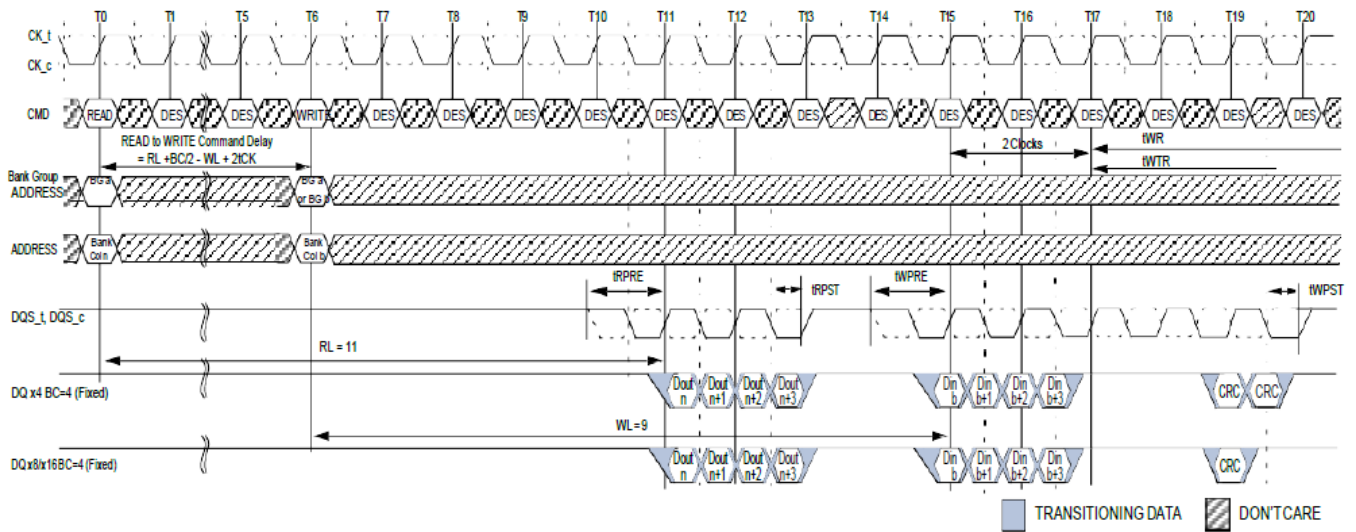 T0 T1 T5 T6 T7 T8 T9 T10 T11 T12 T13 T14 T15 T16 T17 T18 T19 T20
CK_t
CK_c
CMD READ DES DES WRITE DES DES DES DES DES DES DES DES DES DES DES DES DES DES
READ to WRITE Command Delay
= RL +BC/2 - WL + 2tCK
2 Clocks
tWR
tWTR
Bank Group
ADDRESS
BG a
BG a
or BG b
ADDRESS
Bank
Col n
Bank
Col b
tRPRE tRPST tWPRE tWPST
DQS_t, DQS_c
RL = 11
DQ x4 BC=4 (Fixed)
Dout n Dout n+1 Dout n+2 Dout n+3 Din b Din b+1 Din b+2 Din b+3 CRC CRC
WL = 9
DQ x8/x16 BC=4 (Fixed)
Dout n Dout n+1 Dout n+2 Dout n+3 Din b Din b+1 Din b+2 Din b+3 CRC
TRANSITIONING DATA DON'T CARE